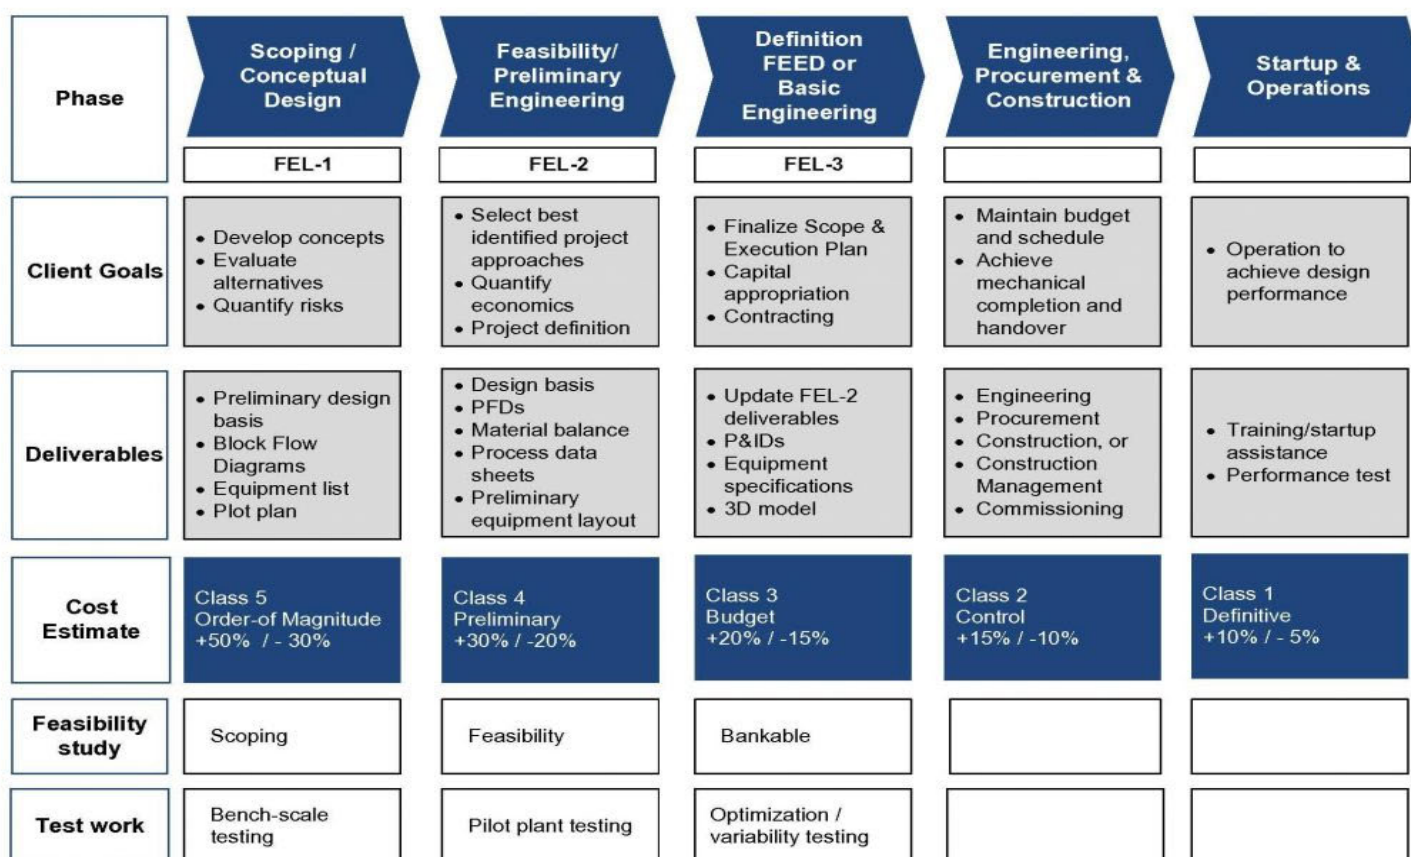 Phase
Scoping /
Conceptual
Design
Feasibility/
Preliminary
Engineering
Definition
FEED or
Basic
Engineering
Engineering,
Procurement &
Construction
Startup &
Operations
FEL-1
FEL-2
FEL-3
Client Goals
• Develop concepts
• Evaluate
alternatives
• Quantify risks
• Select best
identified project
approaches
• Quantify
economics
• Project definition
• Finalize Scope &
Execution Plan
• Capital
appropriation
• Contracting
• Maintain budget
and schedule
• Achieve
mechanical
completion and
handover
• Operation to
achieve design
performance
Deliverables
• Preliminary design
basis
• Block Flow
Diagrams
• Equipment list
• Plot plan
• Design basis
• PFDs
• Material balance
• Process data
sheets
• Preliminary
equipment layout
• Update FEL-2
deliverables
• P&IDs
• Equipment
specifications
• 3D model
• Engineering
• Procurement
• Construction, or
• Construction
Management
• Commissioning
• Training/startup
assistance
• Performance test
Cost
Estimate
Class 5
Order-of Magnitude
+50% / - 30%
Class 4
Preliminary
+30% / -20%
Class 3
Budget
+20% / -15%
Class 2
Control
+15% / -10%
Class 1
Definitive
+10% / - 5%
Feasibility
study
Scoping
Feasibility
Bankable
Test work
Bench-scale
testing
Pilot plant testing
Optimization /
variability testing